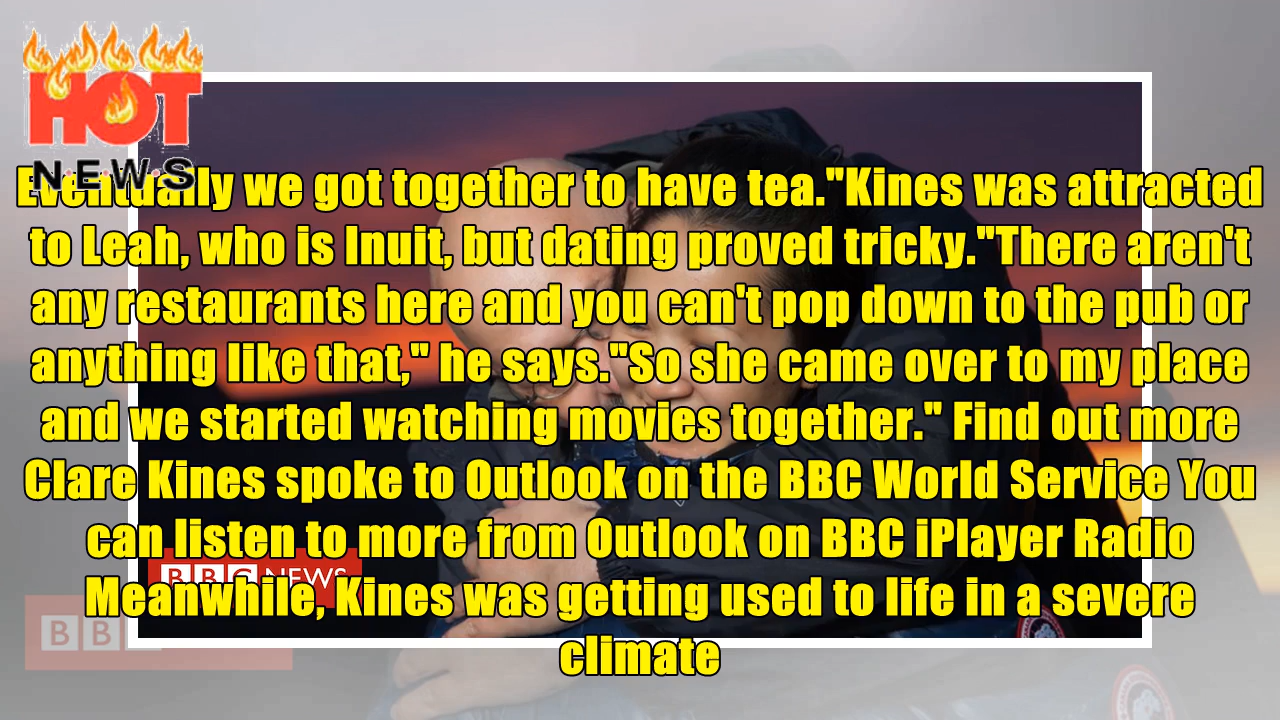 HOT
NEWS
Eventually we got together to have tea."Kines was attracted
to Leah, who is Inuit, but dating proved tricky."There aren't
any restaurants here and you can't pop down to the pub or
anything like that," he says."So she came over to my place
and we started watching movies together." Find out more
Clare Kines spoke to Outlook on the BBC World Service You
can listen to more from Outlook on BBC iPlayer Radio
Meanwhile, Kines was getting used to life in a severe
climate
BBC NEWS
BB